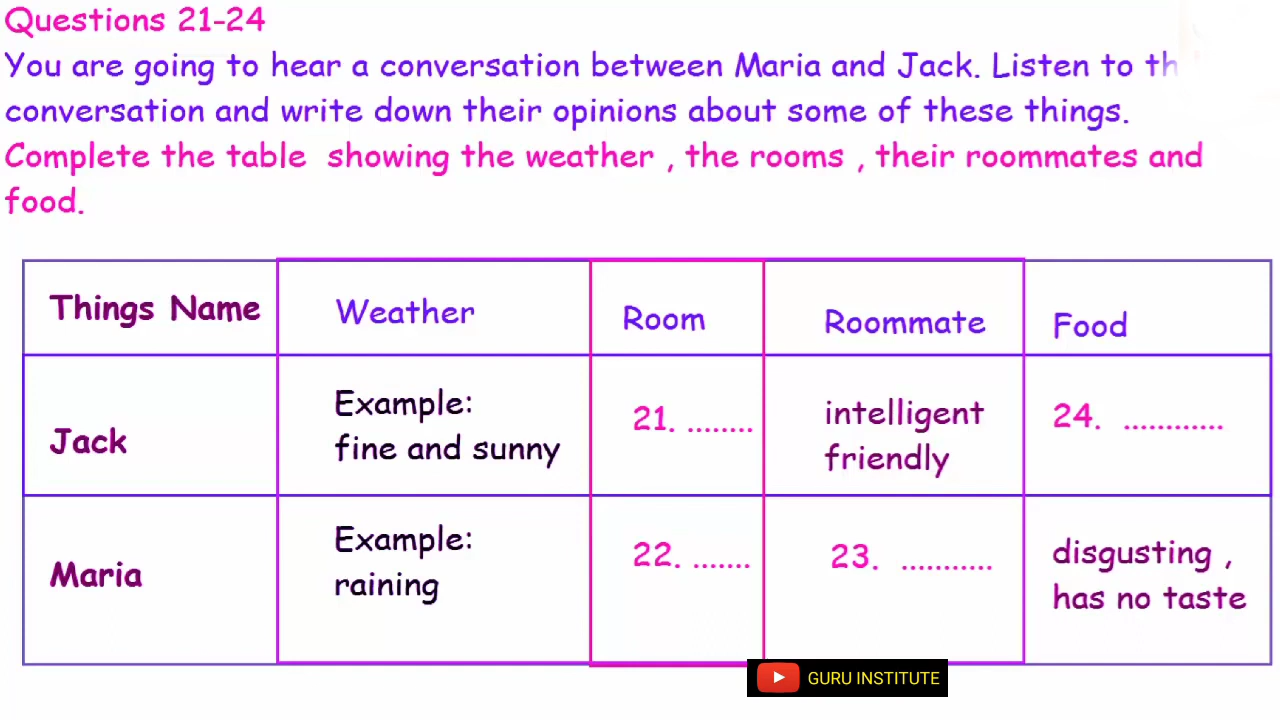 Questions 21-24
You are going to hear a conversation between Maria and Jack. Listen to th
conversation and write down their opinions about some of these things.
Complete the table showing the weather , the rooms , their roommates and
food.
Things Name Weather Room Roommate Food
Jack
Example:
fine and sunny
21. ........
intelligent
friendly
24. ............
Maria
Example:
raining
22. .......
23. ...........
disgusting ,
has no taste
GURU INSTITUTE